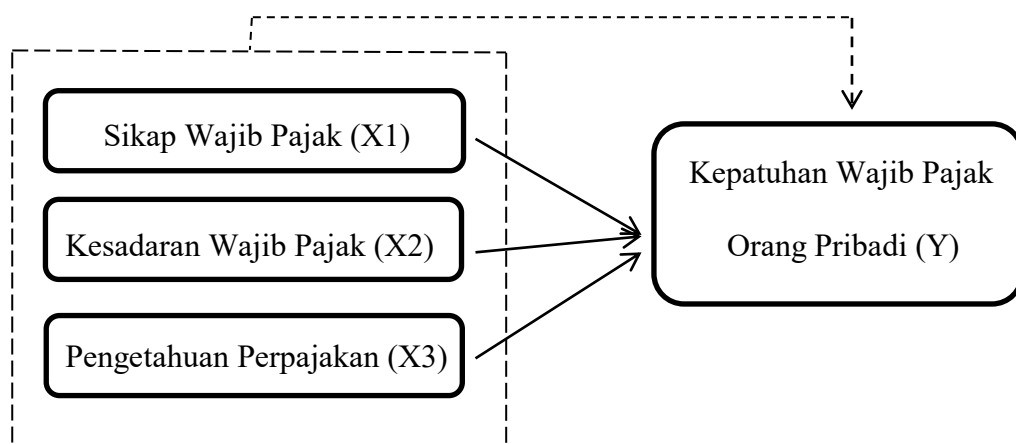 Sikap Wajib Pajak (X1)
Kesadaran Wajib Pajak (X2)
Pengetahuan Perpajakan (X3)
Kepatuhan Wajib Pajak
Orang Pribadi (Y)